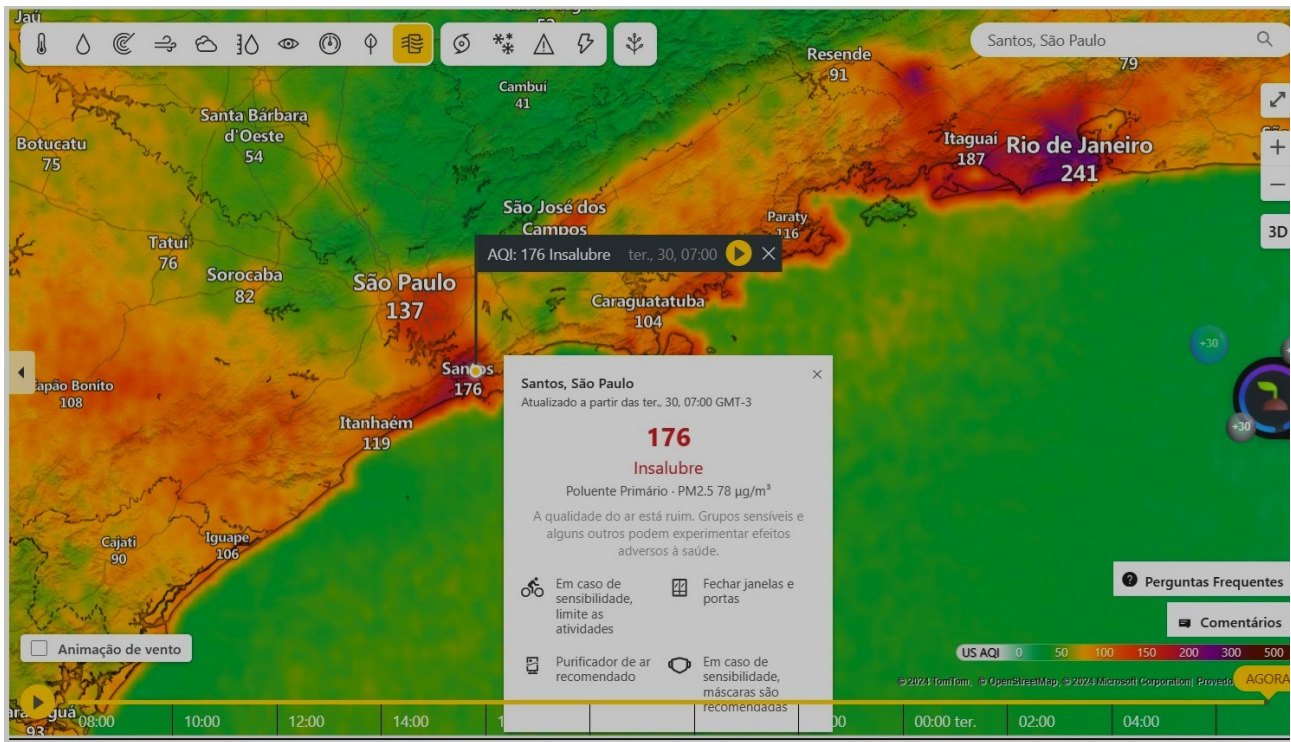 Jaú
Santos, São Paulo
Resende
91
79
Cambuí
41
Santa Bárbara
d'Oeste
54
Botucatu
75
Itaguaí
187
Rio de Janeiro
241
São José dos
Campos
Paraty
116
Tatuí
76
AQI: 176 Insalubre ter., 30, 07:00
3D
Sorocaba
82
São Paulo
137
Caraguatatuba
104
+30
Santos
176
apão Bonito
108
Itanhaém
119
+30
Santos, São Paulo
Atualizado a partir das ter., 30, 07:00 GMT-3
176
Insalubre
Poluente Primário · PM2.5 78 µg/m³
A qualidade do ar está ruim. Grupos sensíveis e
alguns outros podem experimentar efeitos
adversos à saúde.
Em caso de
sensibilidade,
limite as
atividades
Fechar janelas e
portas
Purificador de ar
recomendado
Em caso de
sensibilidade,
máscaras são
recomendadas
Cajati
90
Iguape
106
Perguntas Frequentes
Comentários
Animação de vento
US AQI 0 50 100 150 200 300 500
© 2024 TomTom, © OpenStreetMap, © 2024 Microsoft Corporation| Provedo
AGORA
guá
93
08:00 10:00 12:00 14:00 1 00 00:00 ter. 02:00 04:00